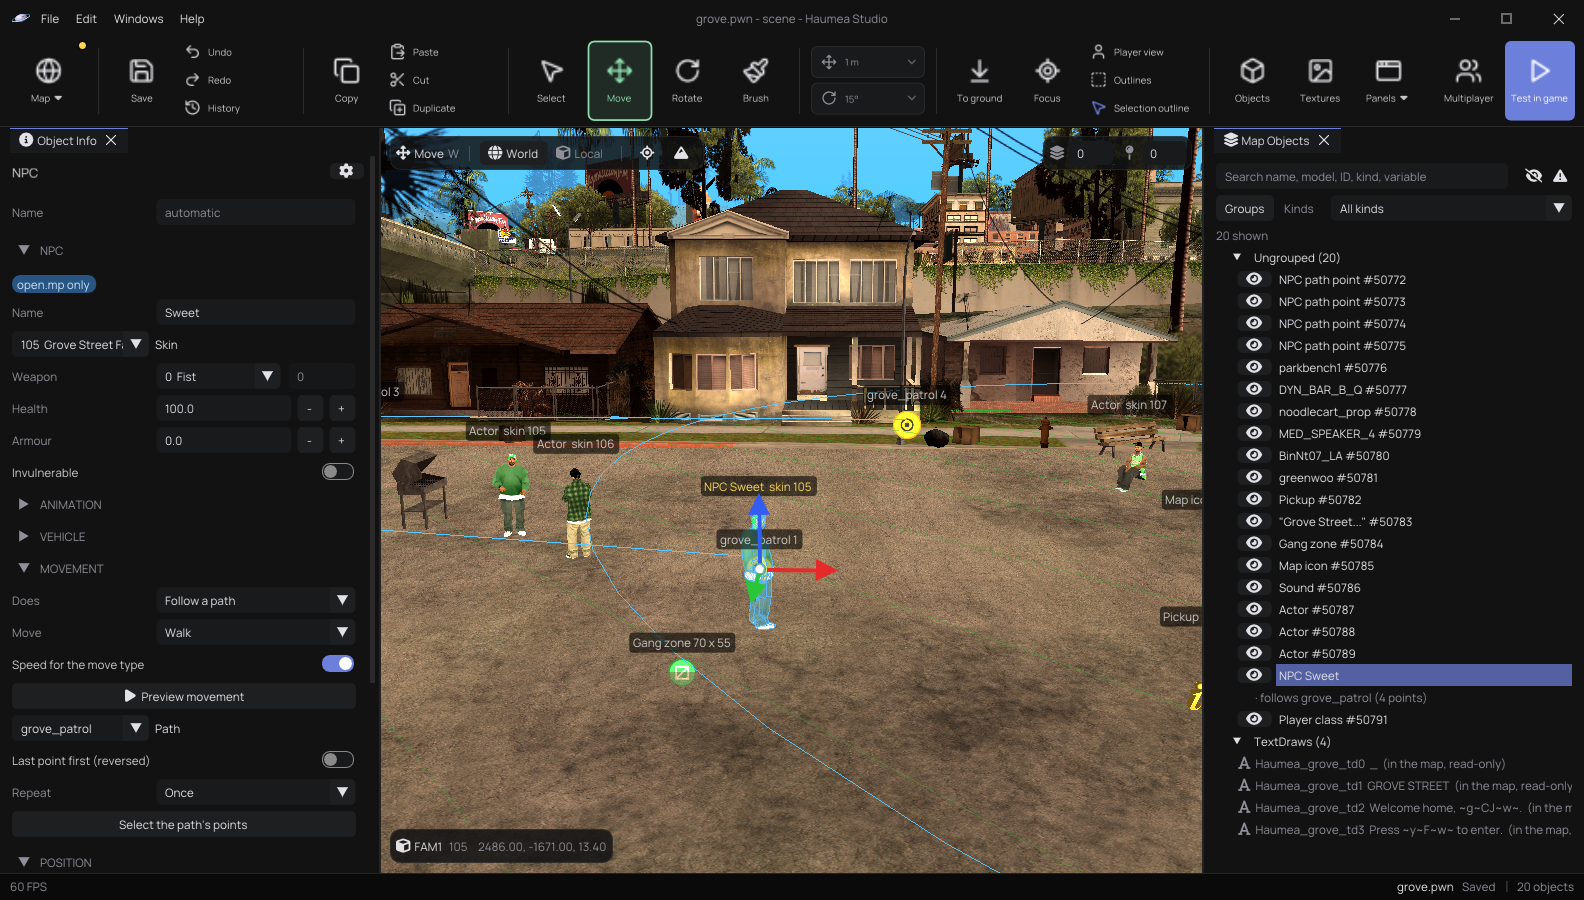 File Edit Windows Help
grove.pwn - scene - Haumea Studio
Map
Save
Undo
Redo
History
Copy
Paste
Cut
Duplicate
Select
Move
Rotate
Brush
1 m
15°
To ground
Focus
Player view
Outlines
Selection outline
Objects
Textures
Panels
Multiplayer
Test in game
Object Info
NPC
Name automatic
NPC
open.mp only
Name Sweet
105 Grove Street Fa Skin
Weapon 0 Fist 0
Health 100.0 - +
Armour 0.0 - +
Invulnerable
ANIMATION
VEHICLE
MOVEMENT
Does Follow a path
Move Walk
Speed for the move type
Preview movement
grove_patrol Path
Last point first (reversed)
Repeat Once
Select the path's points
POSITION
Move W World Local
0 0
ol 3
grove_patrol 4
Actor skin 107
Actor skin 105
Actor skin 106
NPC Sweet skin 105
Map ico
grove_patrol 1
Pickup
Gang zone 70 x 55
FAM1 105 2486.00, -1671.00, 13.40
Map Objects
Search name, model, ID, kind, variable
Groups Kinds All kinds
20 shown
Ungrouped (20)
NPC path point #50772
NPC path point #50773
NPC path point #50774
NPC path point #50775
parkbench1 #50776
DYN_BAR_B_Q #50777
noodlecart_prop #50778
MED_SPEAKER_4 #50779
BinNt07_LA #50780
greenwoo #50781
Pickup #50782
"Grove Street..." #50783
Gang zone #50784
Map icon #50785
Sound #50786
Actor #50787
Actor #50788
Actor #50789
NPC Sweet
· follows grove_patrol (4 points)
Player class #50791
TextDraws (4)
Haumea_grove_td0 _ (in the map, read-only)
Haumea_grove_td1 GROVE STREET (in the map, read-only
Haumea_grove_td2 Welcome home, ~g~CJ~w~. (in the m
Haumea_grove_td3 Press ~y~F~w~ to enter. (in the map,
60 FPS
grove.pwn Saved 20 objects